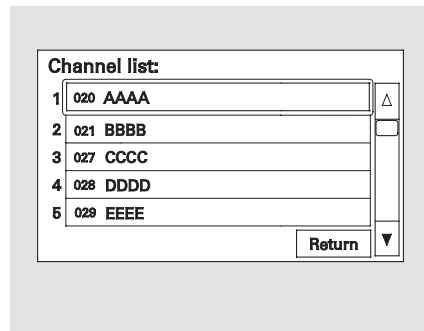 Channel list:
1 020 AAAA
2 021 BBBB
3 027 CCCC
4 028 DDDD
5 029 EEEE
Return